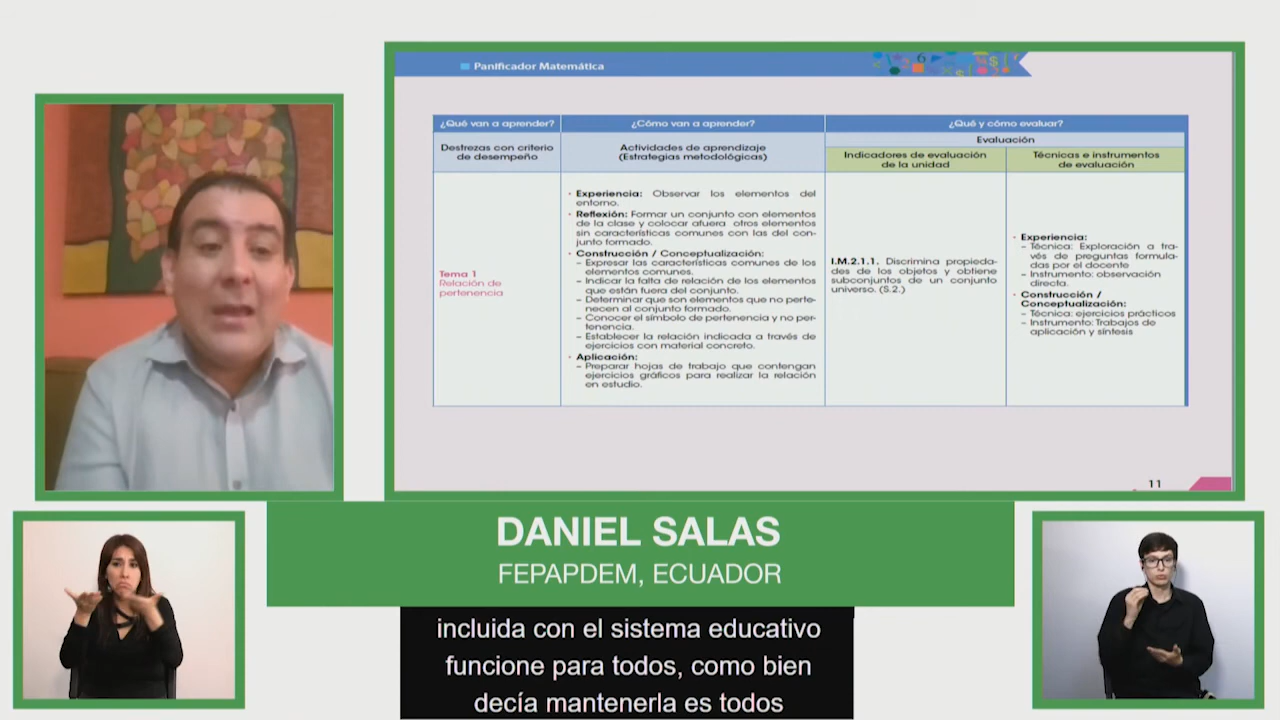 Panificador Matemática
¿Qué van a aprender?
¿Cómo van a aprender?
¿Qué y cómo evaluar?
Destrezas con criterio
de desempeño
Actividades de aprendizaje
(Estrategias metodológicas)
Evaluación
Indicadores de evaluación
de la unidad
Técnicas e instrumentos
de evaluación
Tema 1
Relación de
pertenencia
• Experiencia: Observar los elementos del
entorno.
• Reflexión: Formar un conjunto con elementos
de la clase y colocar afuera otros elementos
sin características comunes con las del con-
junto formado.
• Construcción / Conceptualización:
– Expresar las características comunes de los
elementos comunes.
– Indicar la falta de relación de los elementos
que están fuera del conjunto.
– Determinar que son elementos que no perte-
necen al conjunto formado.
– Conocer el símbolo de pertenencia y no per-
tenencia.
– Establecer la relación indicada a través de
ejercicios con material concreto.
• Aplicación:
– Preparar hojas de trabajo que contengan
ejercicios gráficos para realizar la relación
en estudio.
I.M.2.1.1. Discrimina propieda-
des de los objetos y obtiene
subconjuntos de un conjunto
universo. (S.2.)
• Experiencia:
– Técnica: Exploración a tra-
vés de preguntas formula-
das por el docente
– Instrumento: observación
directa.
• Construcción /
Conceptualización:
– Técnica: ejercicios prácticos
– Instrumento: Trabajos de
aplicación y síntesis
11
DANIEL SALAS
FEPAPDEM, ECUADOR
incluida con el sistema educativo
funcione para todos, como bien
decía mantenerla es todos